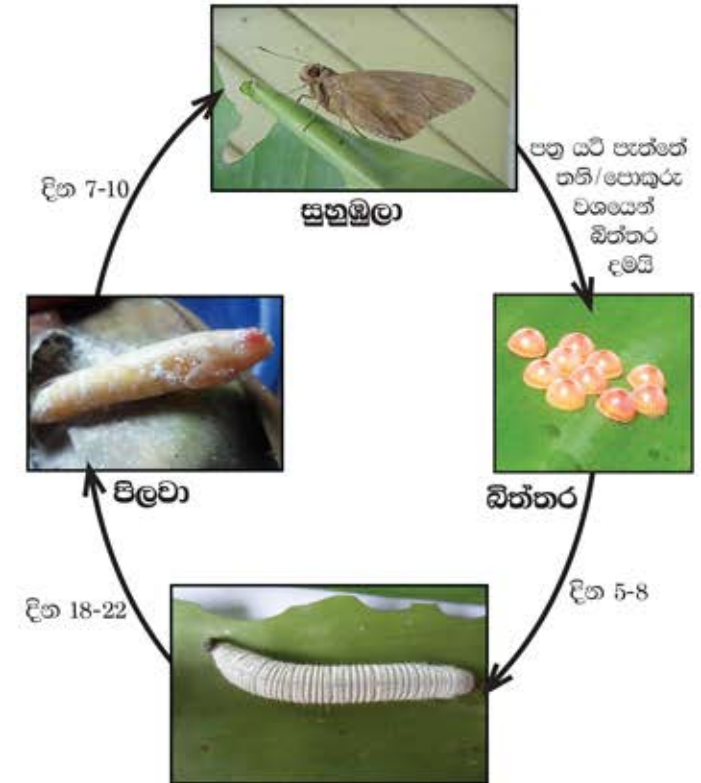 සුහුඹුලා
පත්‍ර යටි පැත්තේ
තනි/පොකුරු
වශයෙන්
බිත්තර
දමයි
බිත්තර
දින 5-8
දින 18-22
පිලවා
දින 7-10